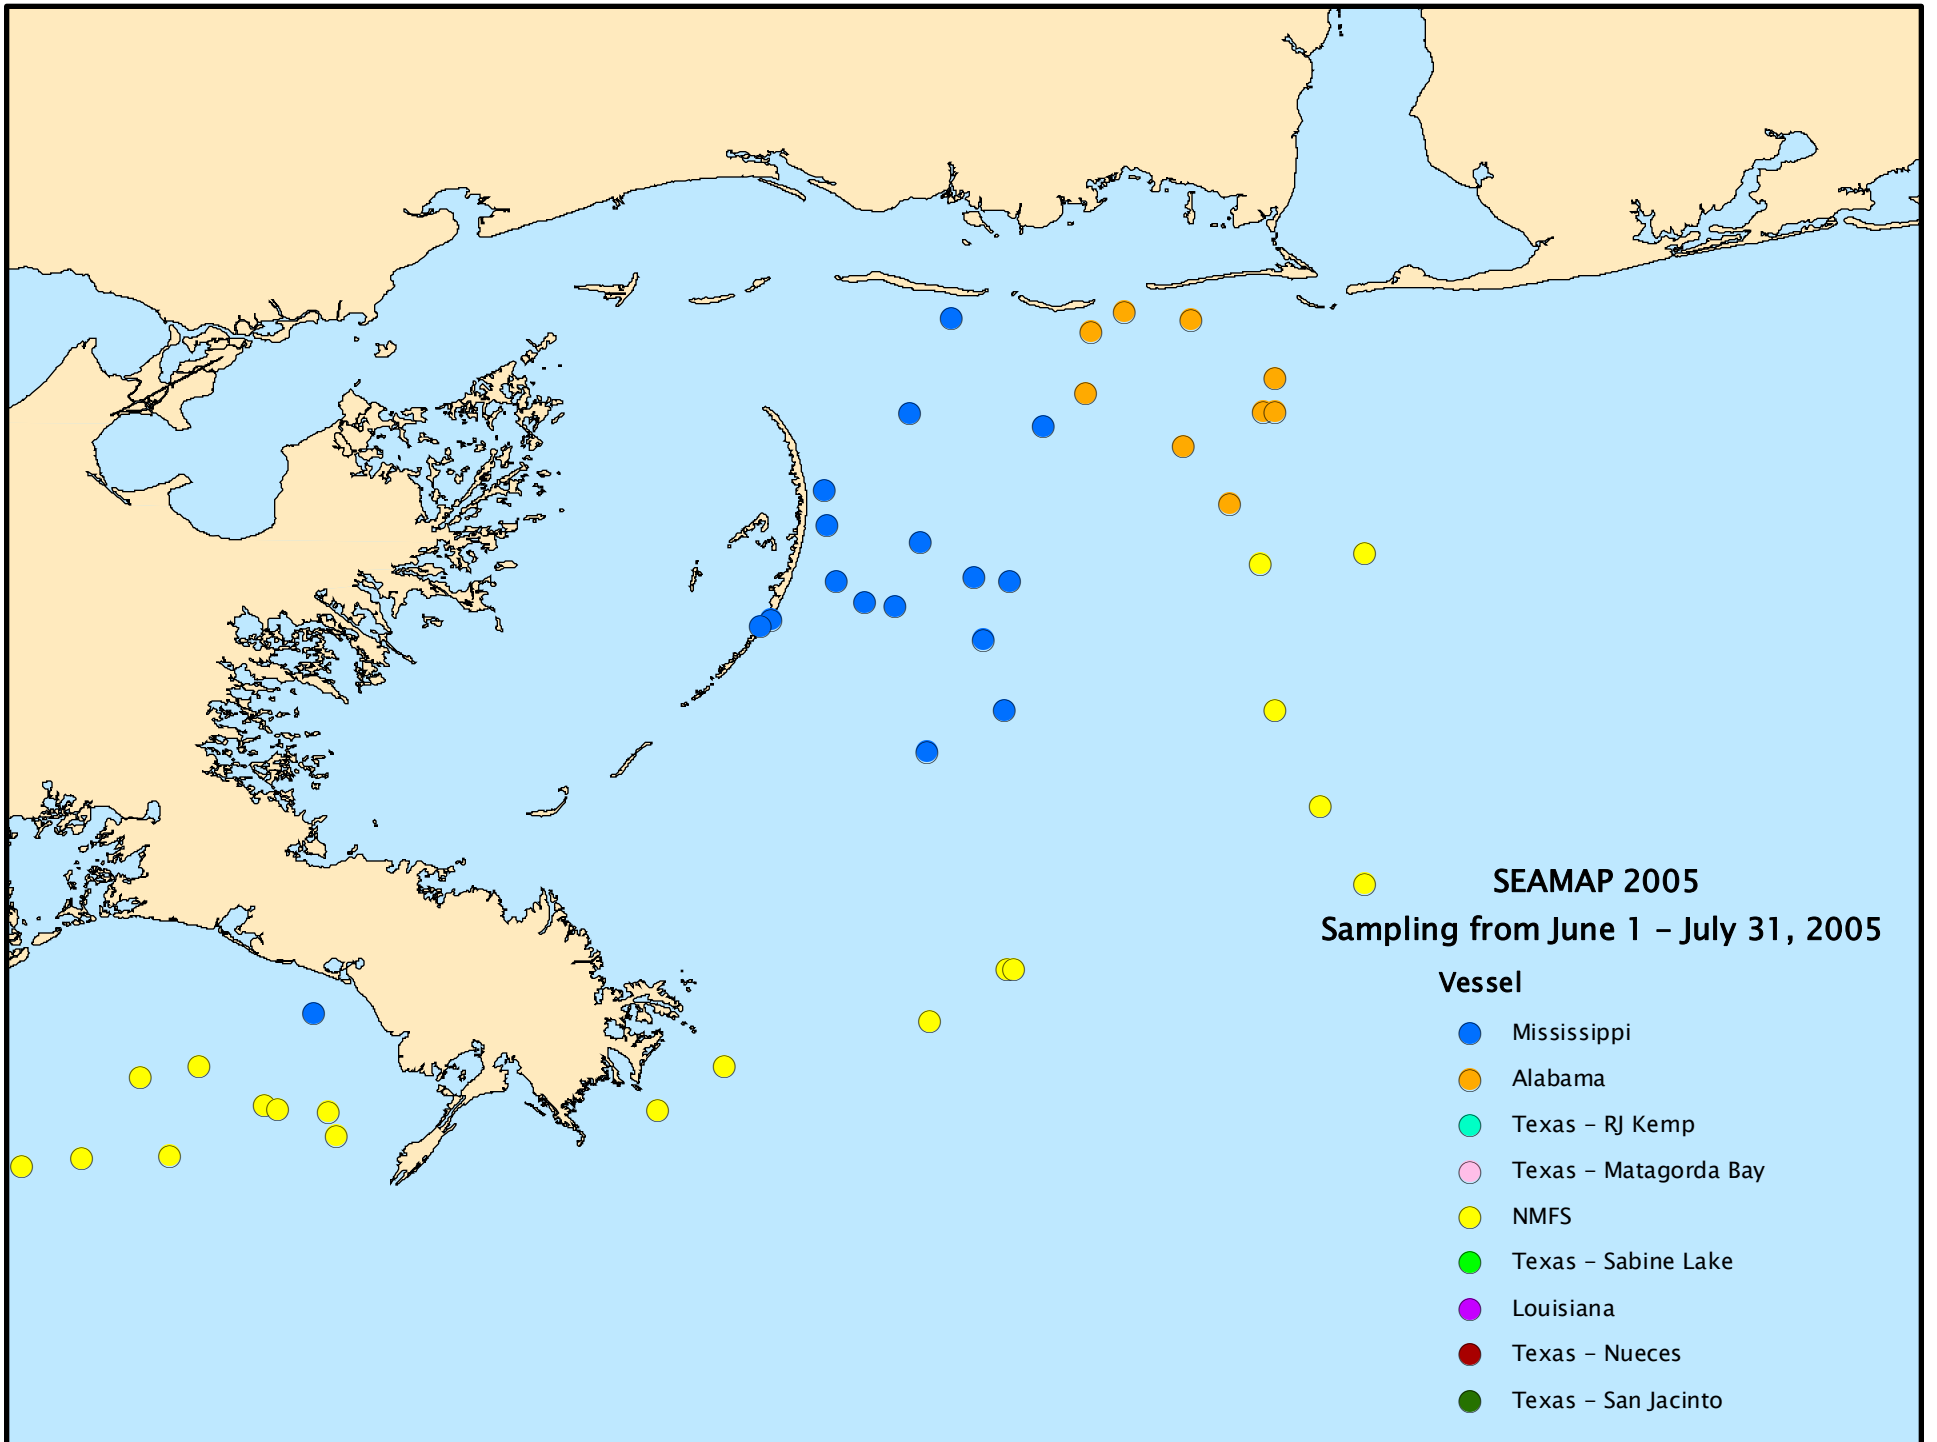 SEAMAP 2005
Sampling from June 1 - July 31, 2005
Vessel
Mississippi
Alabama
Texas - RJ Kemp
Texas - Matagorda Bay
NMFS
Texas - Sabine Lake
Louisiana
Texas - Nueces
Texas - San Jacinto